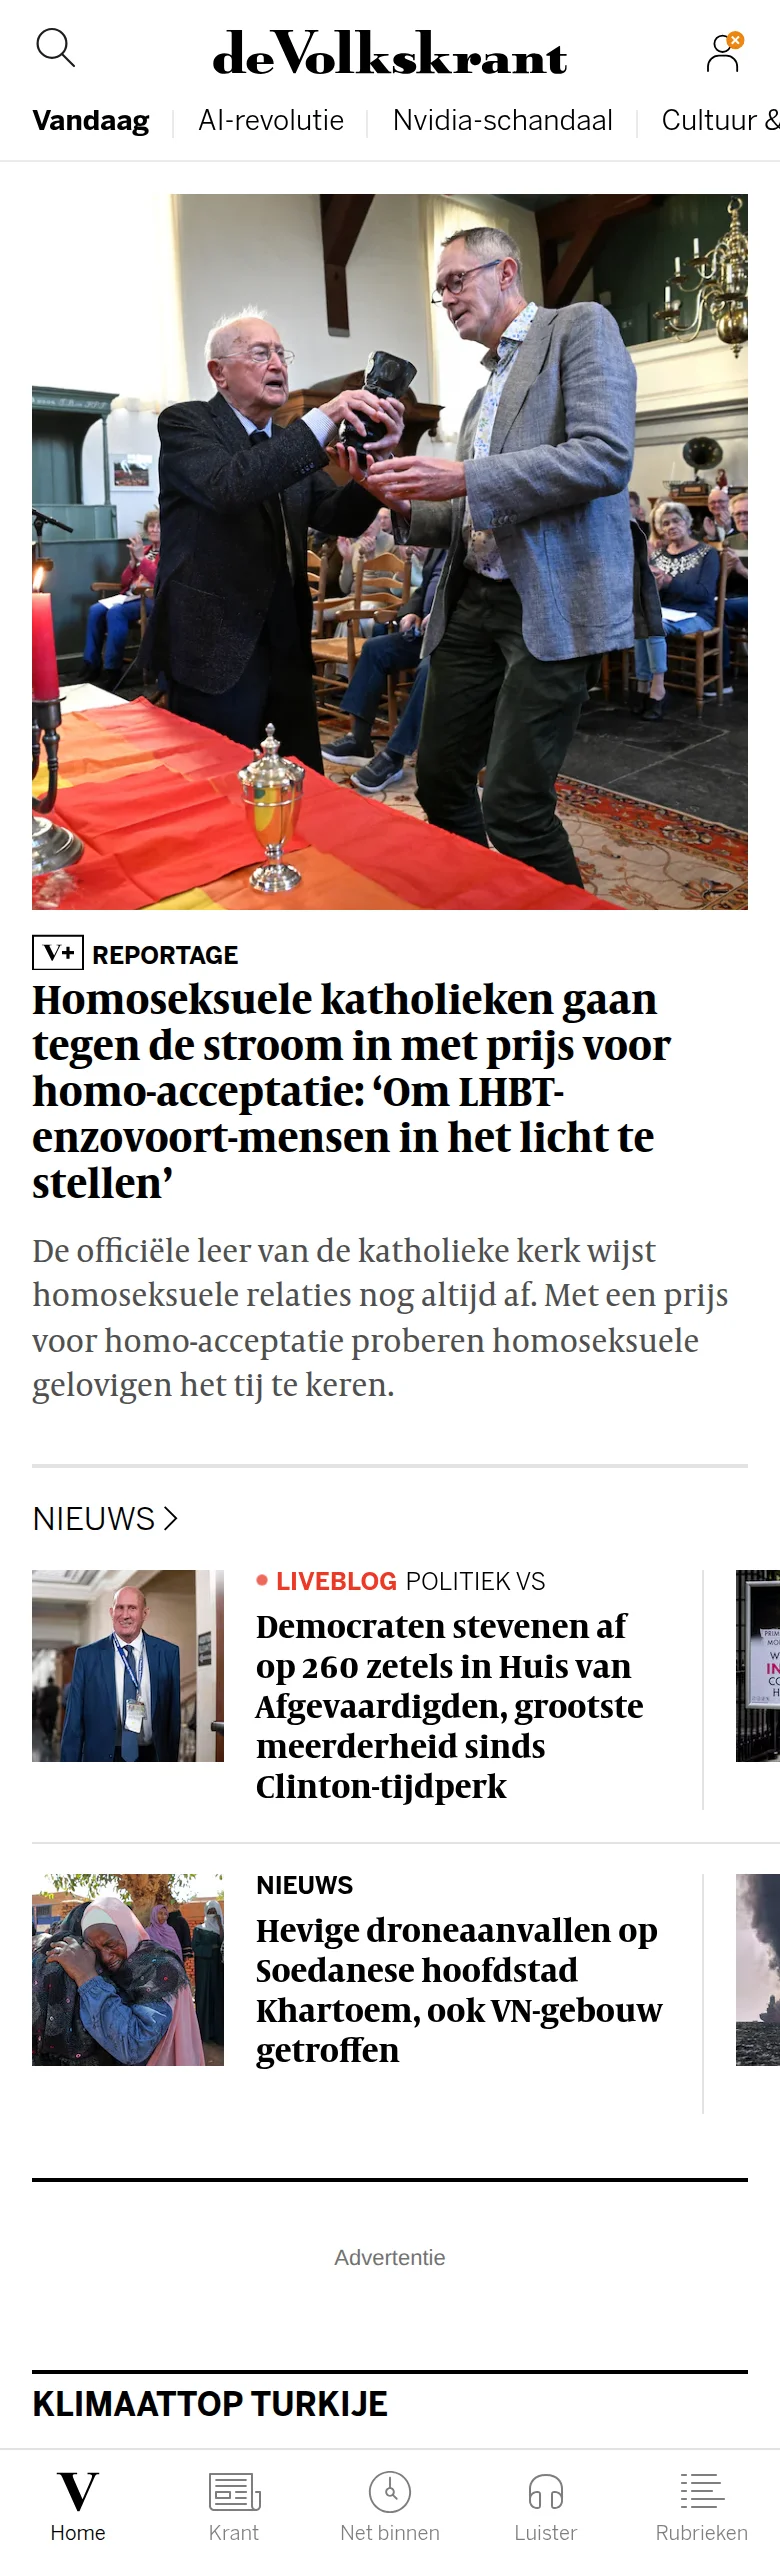 deVolkskrant
Vandaag
AI-revolutie
Nvidia-schandaal
Cultuur &
V+ REPORTAGE
Homoseksuele katholieken gaan
tegen de stroom in met prijs voor
homo-acceptatie: ‘Om LHBT-
enzovoort-mensen in het licht te
stellen’
De officiële leer van de katholieke kerk wijst
homoseksuele relaties nog altijd af. Met een prijs
voor homo-acceptatie proberen homoseksuele
gelovigen het tij te keren.
NIEUWS
LIVEBLOG POLITIEK VS
Democraten stevenen af
op 260 zetels in Huis van
Afgevaardigden, grootste
meerderheid sinds
Clinton-tijdperk
NIEUWS
Hevige droneaanvallen op
Soedanese hoofdstad
Khartoem, ook VN-gebouw
getroffen
Advertentie
KLIMAATTOP TURKIJE
V
Home
Krant
Net binnen
Luister
Rubrieken